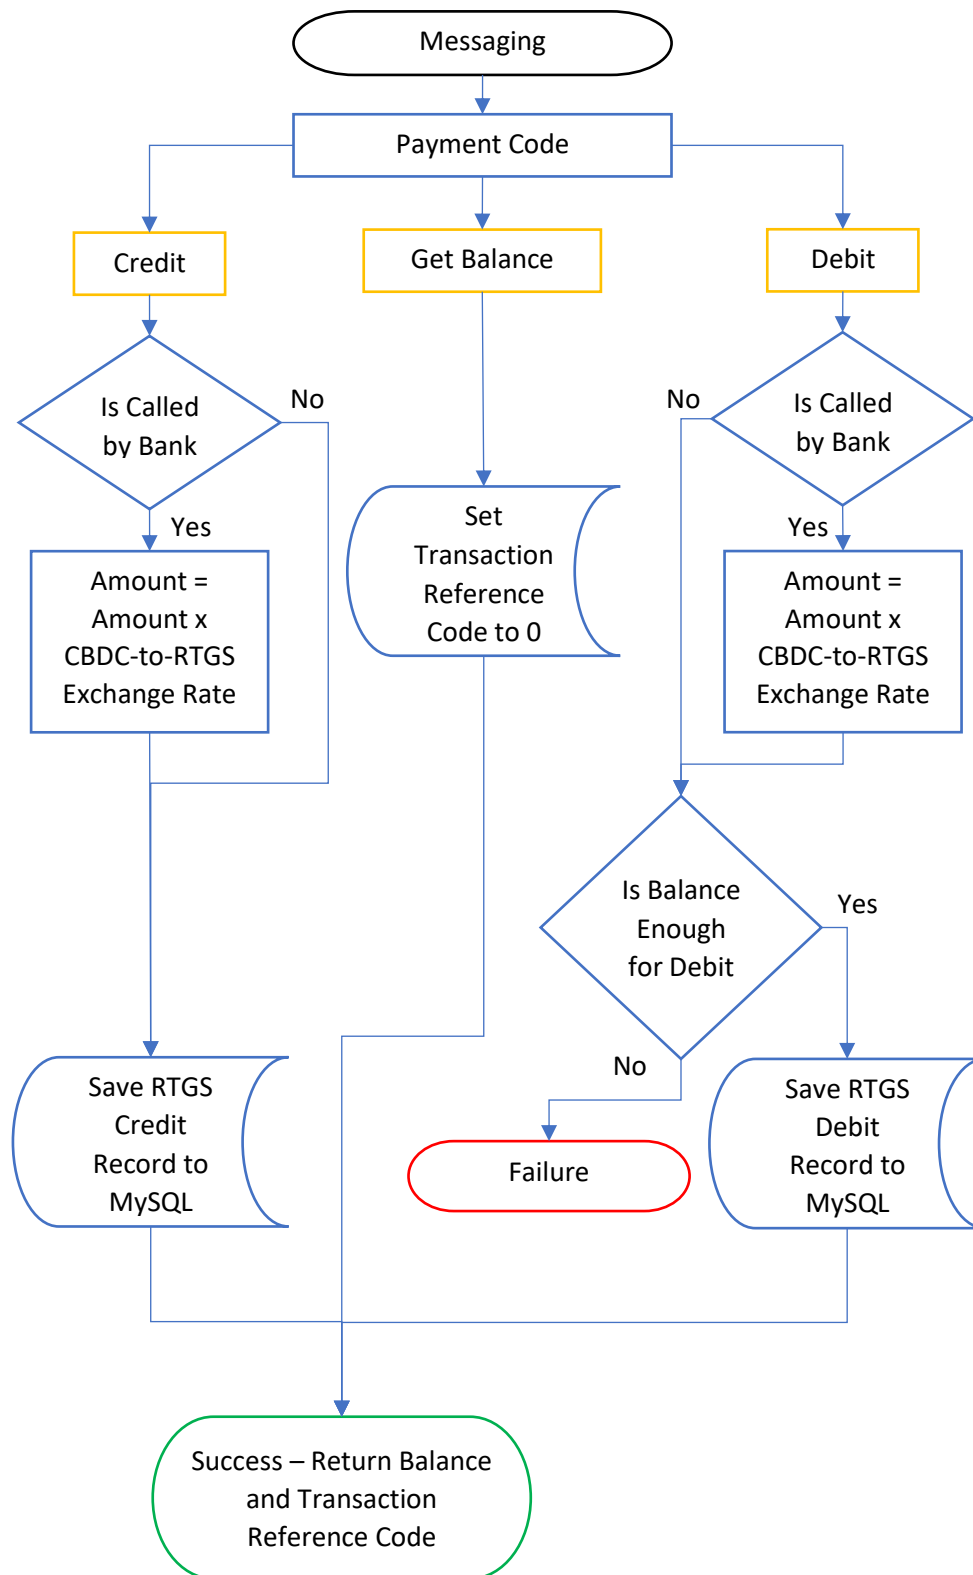 Messaging
Payment Code
Credit
Get Balance
Debit
Is Called
by Bank
No
Yes
Amount =
Amount x
CBDC-to-RTGS
Exchange Rate
Set
Transaction
Reference
Code to 0
No
Is Called
by Bank
Yes
Amount =
Amount x
CBDC-to-RTGS
Exchange Rate
Is Balance
Enough
for Debit
Yes
No
Save RTGS
Credit
Record to
MySQL
Failure
Save RTGS
Debit
Record to
MySQL
Success – Return Balance
and Transaction
Reference Code